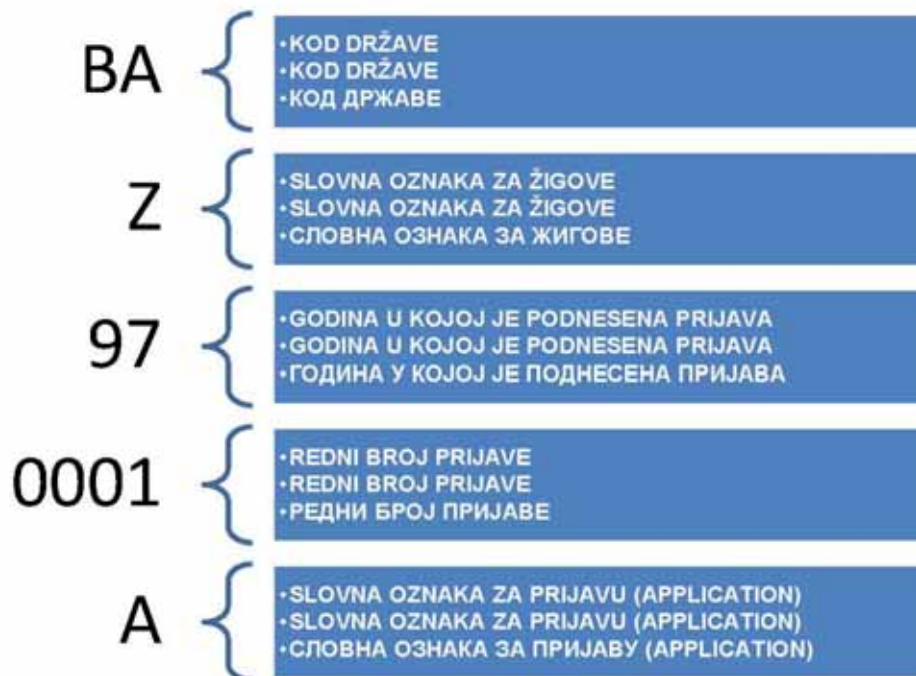 BA
•KOD DRŽAVE
•KOD DRŽAVE
•КОД ДРЖАВЕ
Z
•SLOVNA OZNAKA ZA ŽIGOVE
•SLOVNA OZNAKA ZA ŽIGOVE
•СЛОВНА ОЗНАКА ЗА ЖИГОВЕ
97
•GODINA U KOJOJ JE PODNESENA PRIJAVA
•GODINA U KOJOJ JE PODNESENA PRIJAVA
•ГОДИНА У КОЈОЈ ЈЕ ПОДНЕСЕНА ПРИЈАВА
0001
•REDNI BROJ PRIJAVE
•REDNI BROJ PRIJAVE
•РЕДНИ БРОЈ ПРИЈАВЕ
A
•SLOVNA OZNAKA ZA PRIJAVU (APPLICATION)
•SLOVNA OZNAKA ZA PRIJAVU (APPLICATION)
•СЛОВНА ОЗНАКА ЗА ПРИЈАВУ (APPLICATION)